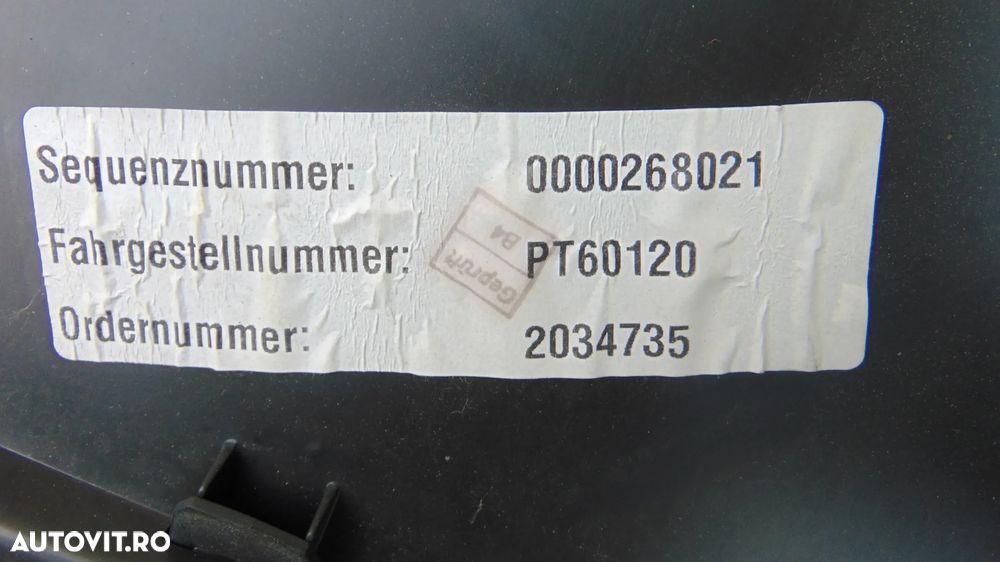 Sequenznummer: 0000268021
Fahrgestellnummer: PT60120
Ordernummer: 2034735
Geprüft
B4
AUTOVIT.RO